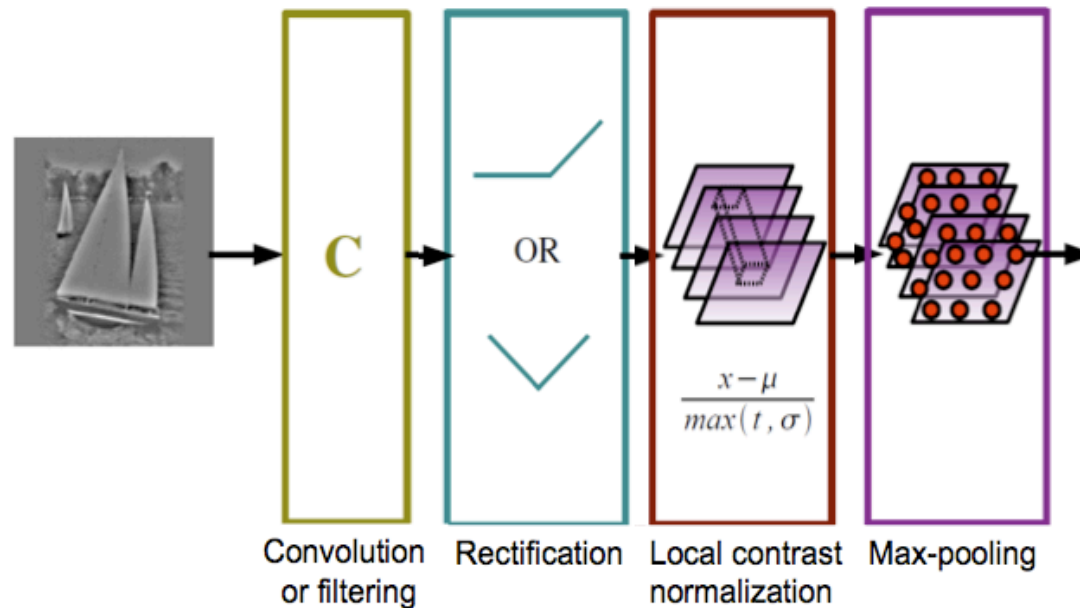 C
OR
x − μ
max(t, σ)
Convolution
or filtering
Rectification
Local contrast
normalization
Max-pooling